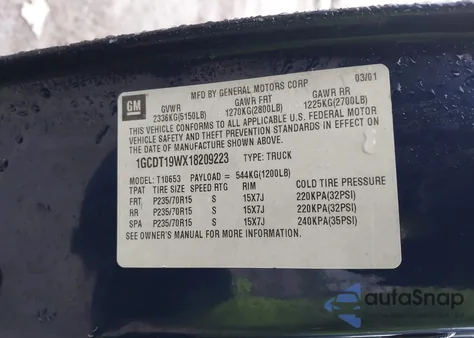 MFD BY GENERAL MOTORS CORP 03/01
GM GVWR GAWR FRT GAWR RR
2336KG(5150LB) 1270KG(2800LB) 1225KG(2700LB)
THIS VEHICLE CONFORMS TO ALL APPLICABLE U.S. FEDERAL MOTOR
VEHICLE SAFETY AND THEFT PREVENTION STANDARDS IN EFFECT ON
THE DATE OF MANUFACTURE SHOWN ABOVE.
1GCDT19WX18209223 TYPE: TRUCK
MODEL: T10653 PAYLOAD = 544KG(1200LB)
TPAT TIRE SIZE SPEED RTG RIM COLD TIRE PRESSURE
FRT P235/70R15 S 15X7J 220KPA(32PSI)
RR P235/70R15 S 15X7J 220KPA(32PSI)
SPA P235/70R15 S 15X7J 240KPA(35PSI)
SEE OWNER'S MANUAL FOR MORE INFORMATION.
autoSnap